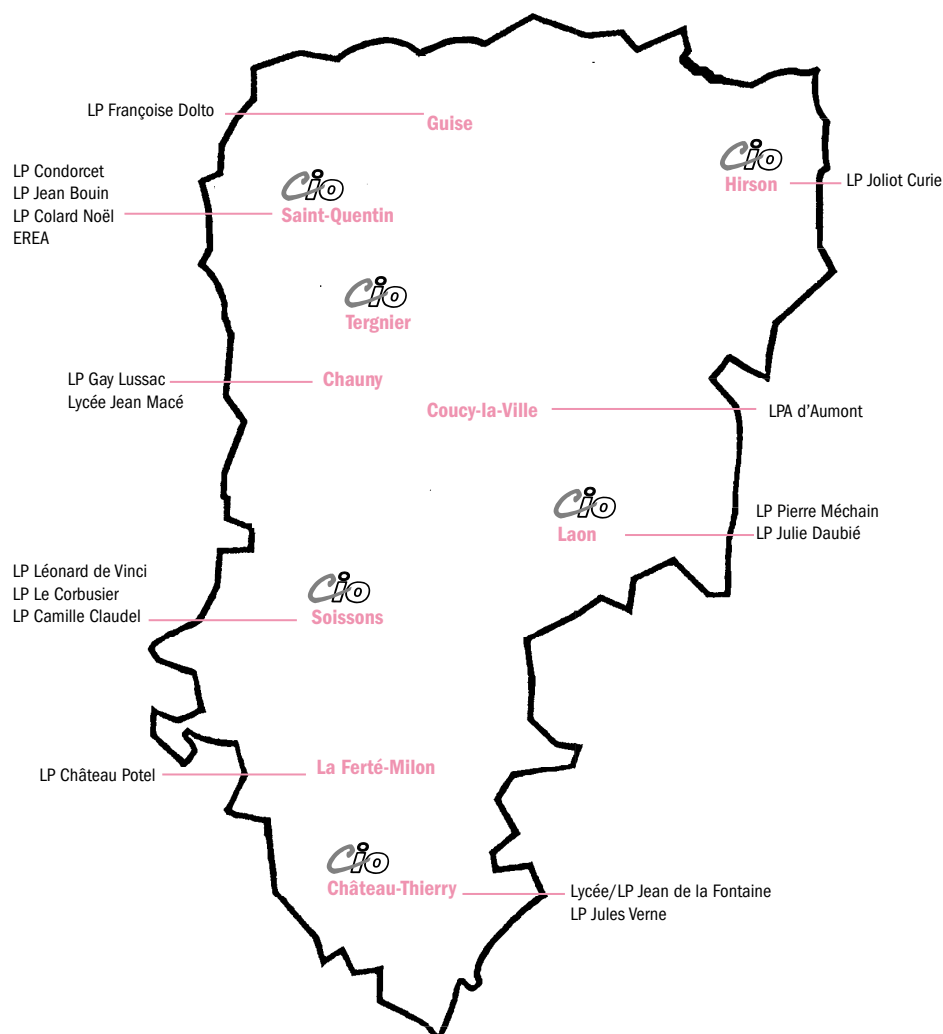 LP Françoise Dolto
Guise
Cio
Hirson
LP Joliot Curie
LP Condorcet
LP Jean Bouin
LP Colard Noël
EREA
Cio
Saint-Quentin
Cio
Tergnier
LP Gay Lussac
Lycée Jean Macé
Chauny
Coucy-la-Ville
LPA d'Aumont
Cio
Laon
LP Pierre Méchain
LP Julie Daubié
LP Léonard de Vinci
LP Le Corbusier
LP Camille Claudel
Cio
Soissons
LP Château Potel
La Ferté-Milon
Cio
Château-Thierry
Lycée/LP Jean de la Fontaine
LP Jules Verne